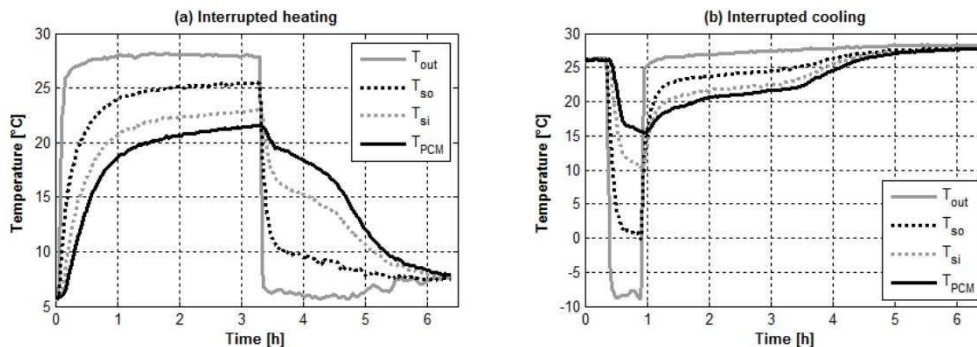 (a) Interrupted heating
Temperature [°C]
30
25
20
15
10
5
0
1
2
3
4
5
6
Time [h]
T_out
T_so
T_si
T_PCM
(b) Interrupted cooling
Temperature [°C]
30
25
20
15
10
5
0
-5
-10
0
1
2
3
4
5
6
Time [h]
T_out
T_so
T_si
T_PCM